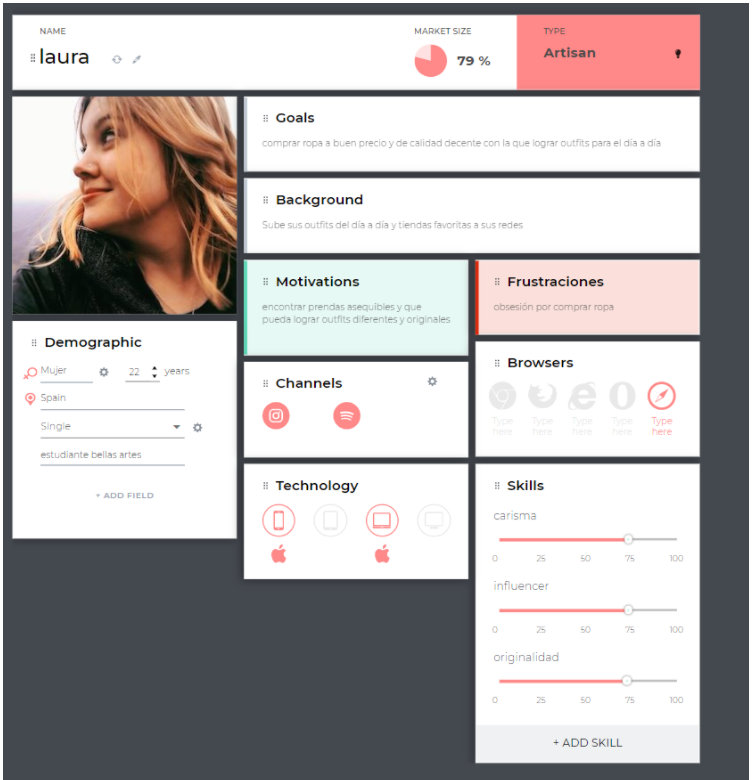 NAME
laura
MARKET SIZE
79 %
TYPE
Artisan
Goals
comprar ropa a buen precio y de calidad decente con la que lograr outfits para el día a día
Background
Sube sus outfits del día a día y tiendas favoritas a sus redes
Motivations
encontrar prendas asequibles y que
pueda lograr outfits diferentes y originales
Frustraciones
obsesión por comprar ropa
Demographic
Mujer
22 years
Spain
Single
estudiante bellas artes
+ ADD FIELD
Channels
Browsers
Type here
Type here
Type here
Type here
Type here
Technology
Skills
carisma
0 25 50 75 100
influencer
0 25 50 75 100
originalidad
0 25 50 75 100
+ ADD SKILL